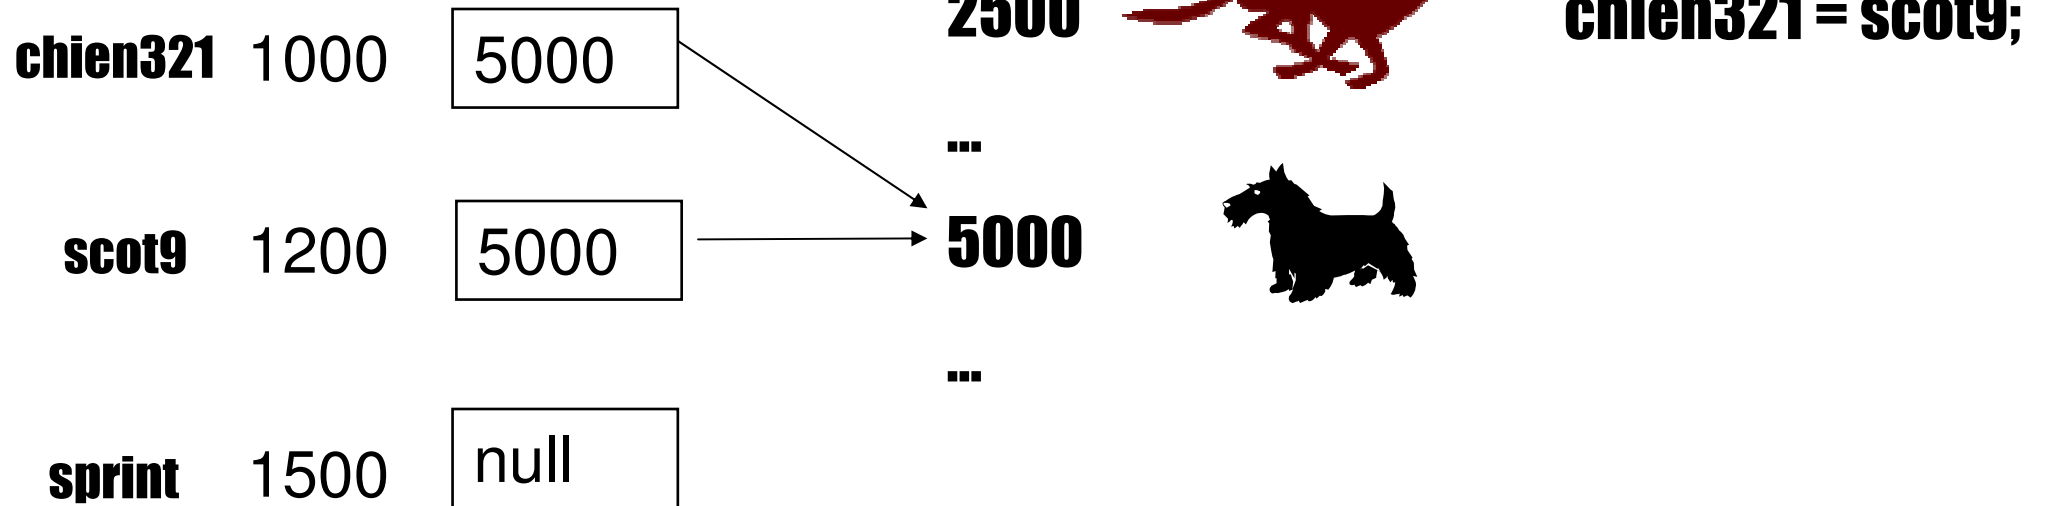 2500
chien321 = scot9;
chien321 1000 5000
...
5000
scot9 1200 5000
...
sprint 1500 null